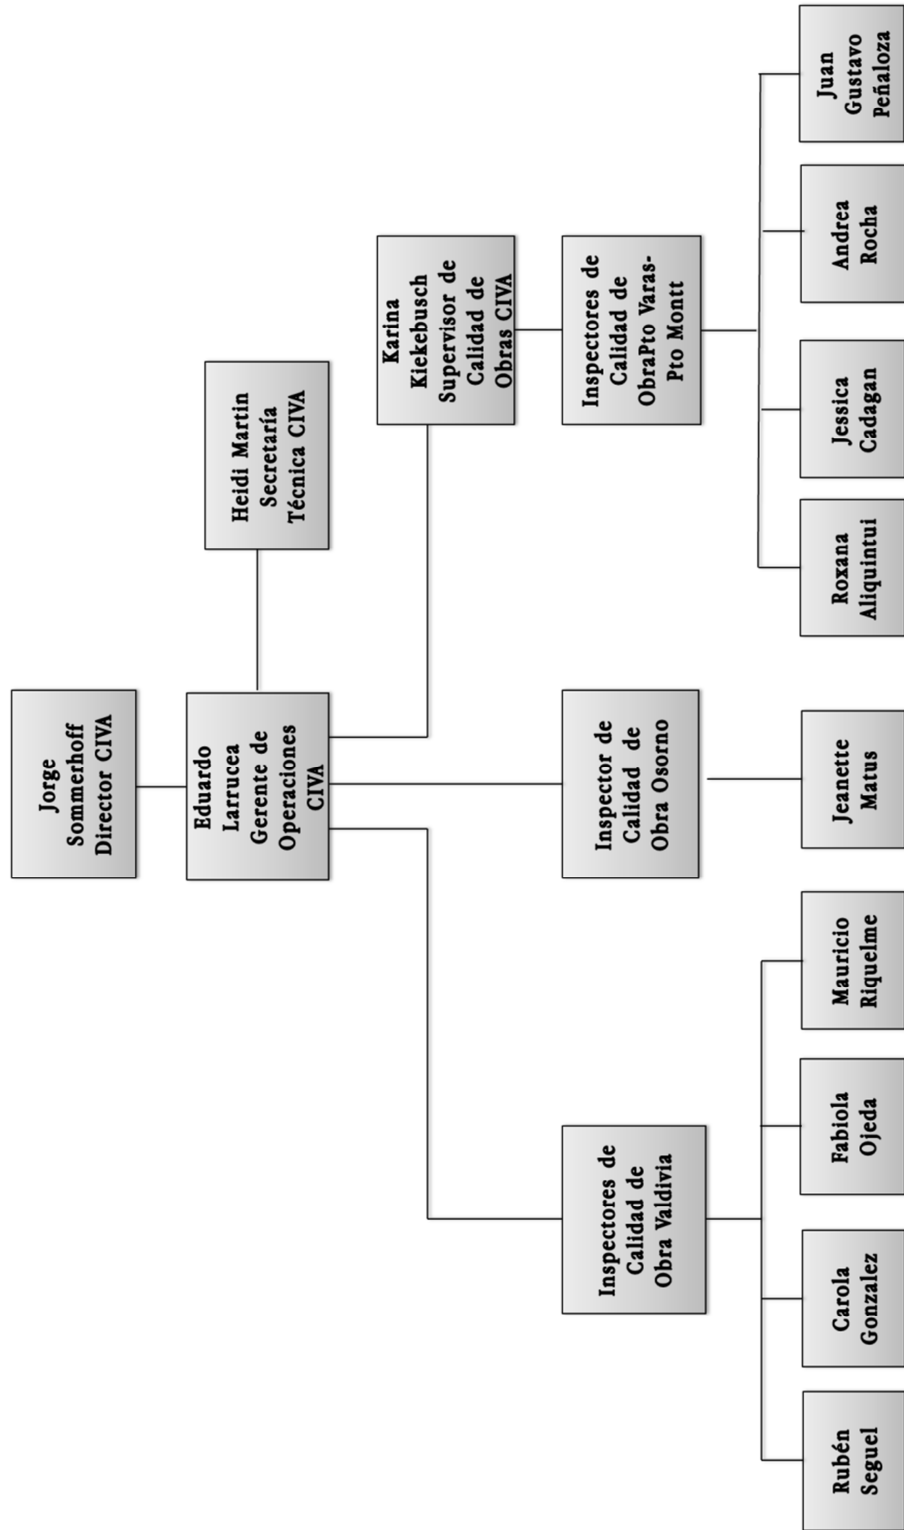 Jorge
Sommerhoff
Director CIVA
Eduardo
Larrucea
Gerente de
Operaciones
CIVA
Heidi Martin
Secretaría
Técnica CIVA
Karina
Kiekebusch
Supervisor de
Calidad de
Obras CIVA
Inspectores de
Calidad de
Obra Valdivia
Inspector de
Calidad de
Obra Osorno
Inspectores de
Calidad de
ObraPto Varas-
Pto Montt
Rubén
Seguel
Carola
Gonzalez
Fabiola
Ojeda
Mauricio
Riquelme
Jeanette
Matus
Roxana
Aliquintui
Jessica
Cadagan
Andrea
Rocha
Juan
Gustavo
Peñaloza